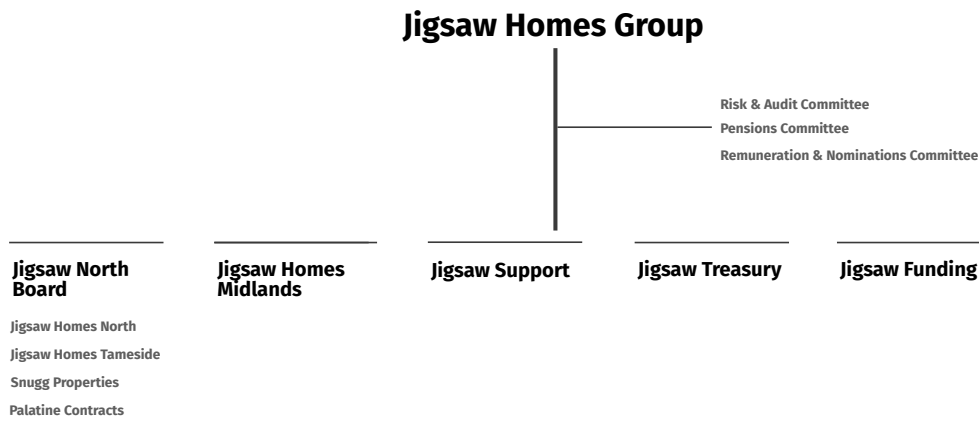 Jigsaw Homes Group
Risk & Audit Committee
Pensions Committee
Remuneration & Nominations Committee
Jigsaw North
Board
Jigsaw Homes
Midlands
Jigsaw Support
Jigsaw Treasury
Jigsaw Funding
Jigsaw Homes North
Jigsaw Homes Tameside
Snugg Properties
Palatine Contracts